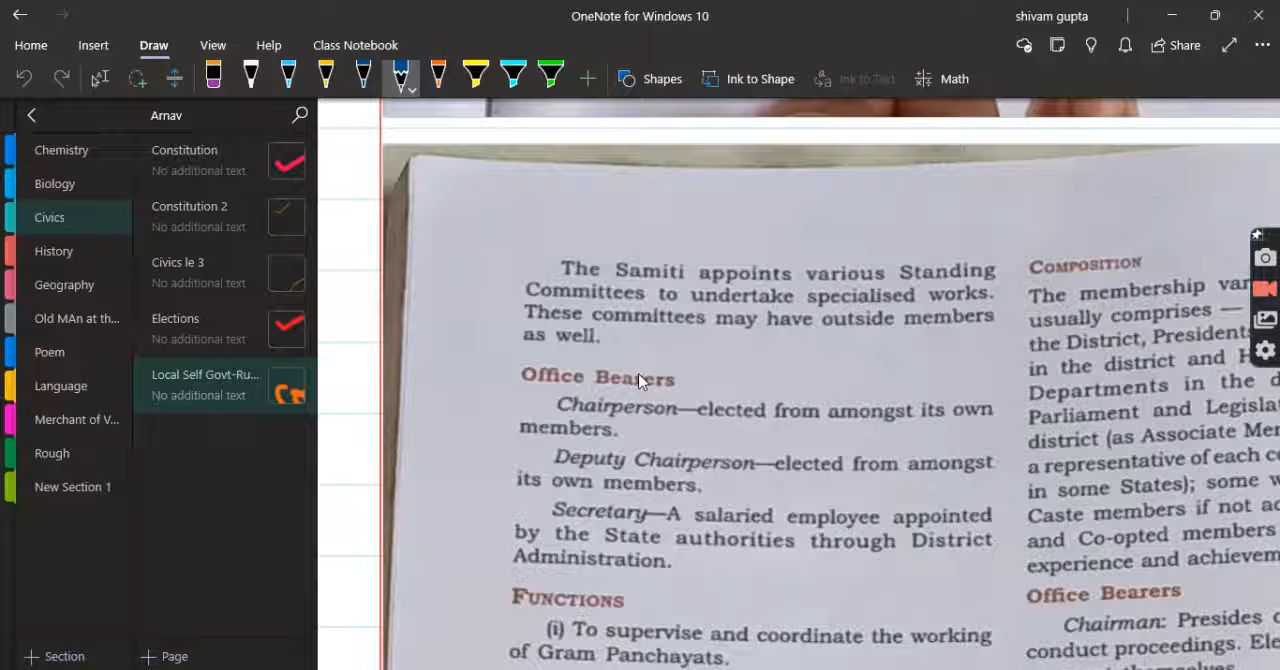 OneNote for Windows 10
shivam gupta
Home Insert Draw View Help Class Notebook
Share
Shapes
Ink to Shape
Ink to Text
Math
Arnav
Chemistry
Biology
Civics
History
Geography
Old MAn at th...
Poem
Language
Merchant of V...
Rough
New Section 1
Section
Constitution
No additional text
Constitution 2
No additional text
Civics le 3
No additional text
Elections
No additional text
Local Self Govt-Ru...
No additional text
Page
The Samiti appoints various Standing
Committees to undertake specialised works.
These committees may have outside members
as well.
Office Bearers
Chairperson—elected from amongst its own
members.
Deputy Chairperson—elected from amongst
its own members.
Secretary—A salaried employee appointed
by the State authorities through District
Administration.
FUNCTIONS
(i) To supervise and coordinate the working
of Gram Panchayats.
COMPOSITION
The membership var
usually comprises —
the District, Presidents
in the district and H
Departments in the d
Parliament and Legisla
district (as Associate Mem
a representative of each c
in some States); some w
Caste members if not ad
and Co-opted members
experience and achievem
Office Bearers
Chairman: Presides o
conduct proceedings. Ele